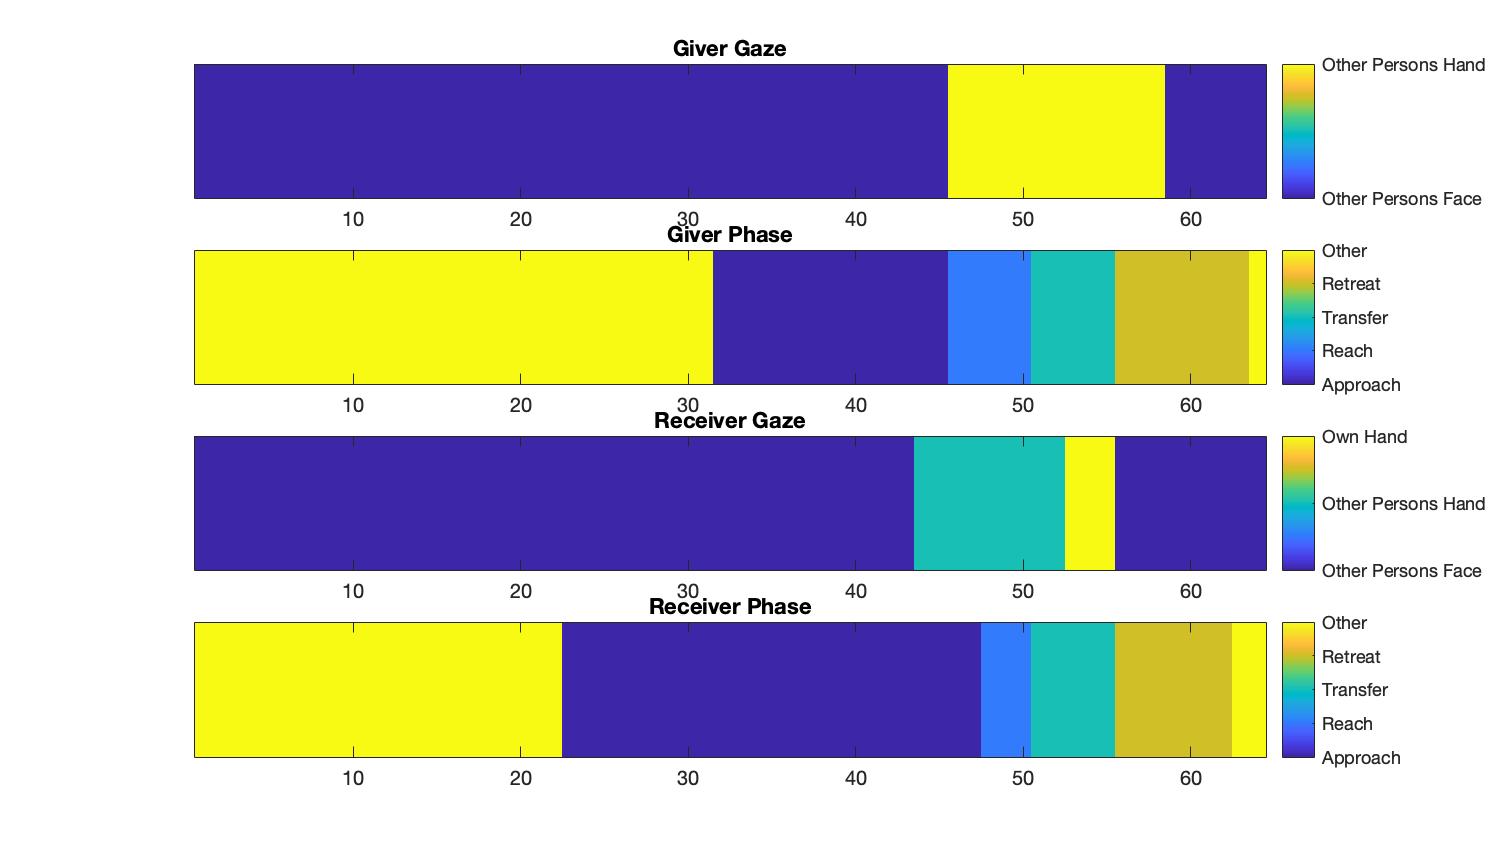 Giver Gaze
Other Persons Hand
Other Persons Face
10 20 30 40 50 60
Giver Phase
Other
Retreat
Transfer
Reach
Approach
10 20 30 40 50 60
Receiver Gaze
Own Hand
Other Persons Hand
Other Persons Face
10 20 30 40 50 60
Receiver Phase
Other
Retreat
Transfer
Reach
Approach
10 20 30 40 50 60